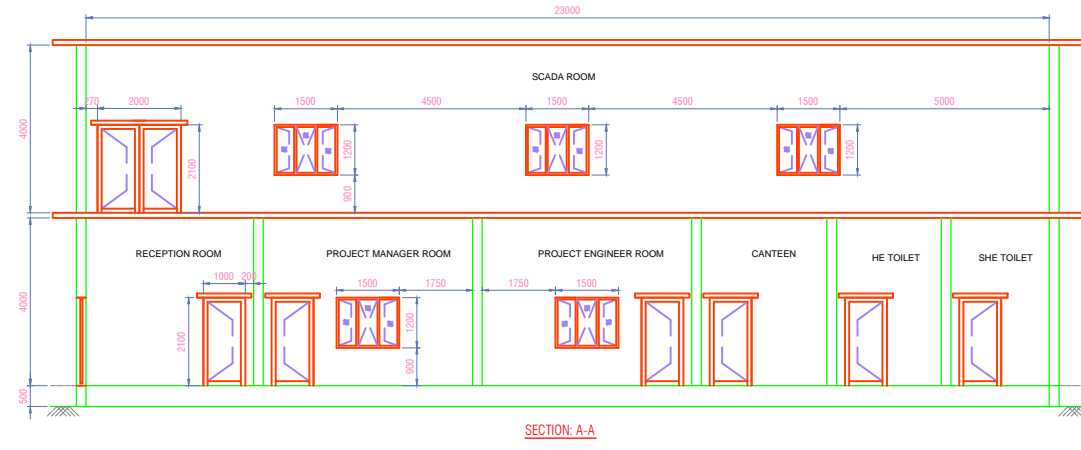 23000
SCADA ROOM
270 2000 1500 4500 1500 4500 1500 5000
4000
2100
1200
900
1200
1200
RECEPTION ROOM PROJECT MANAGER ROOM PROJECT ENGINEER ROOM CANTEEN HE TOILET SHE TOILET
1000 200 1500 1750 1750 1500
4000
2100
1200
900
1200
900
500
SECTION: A-A